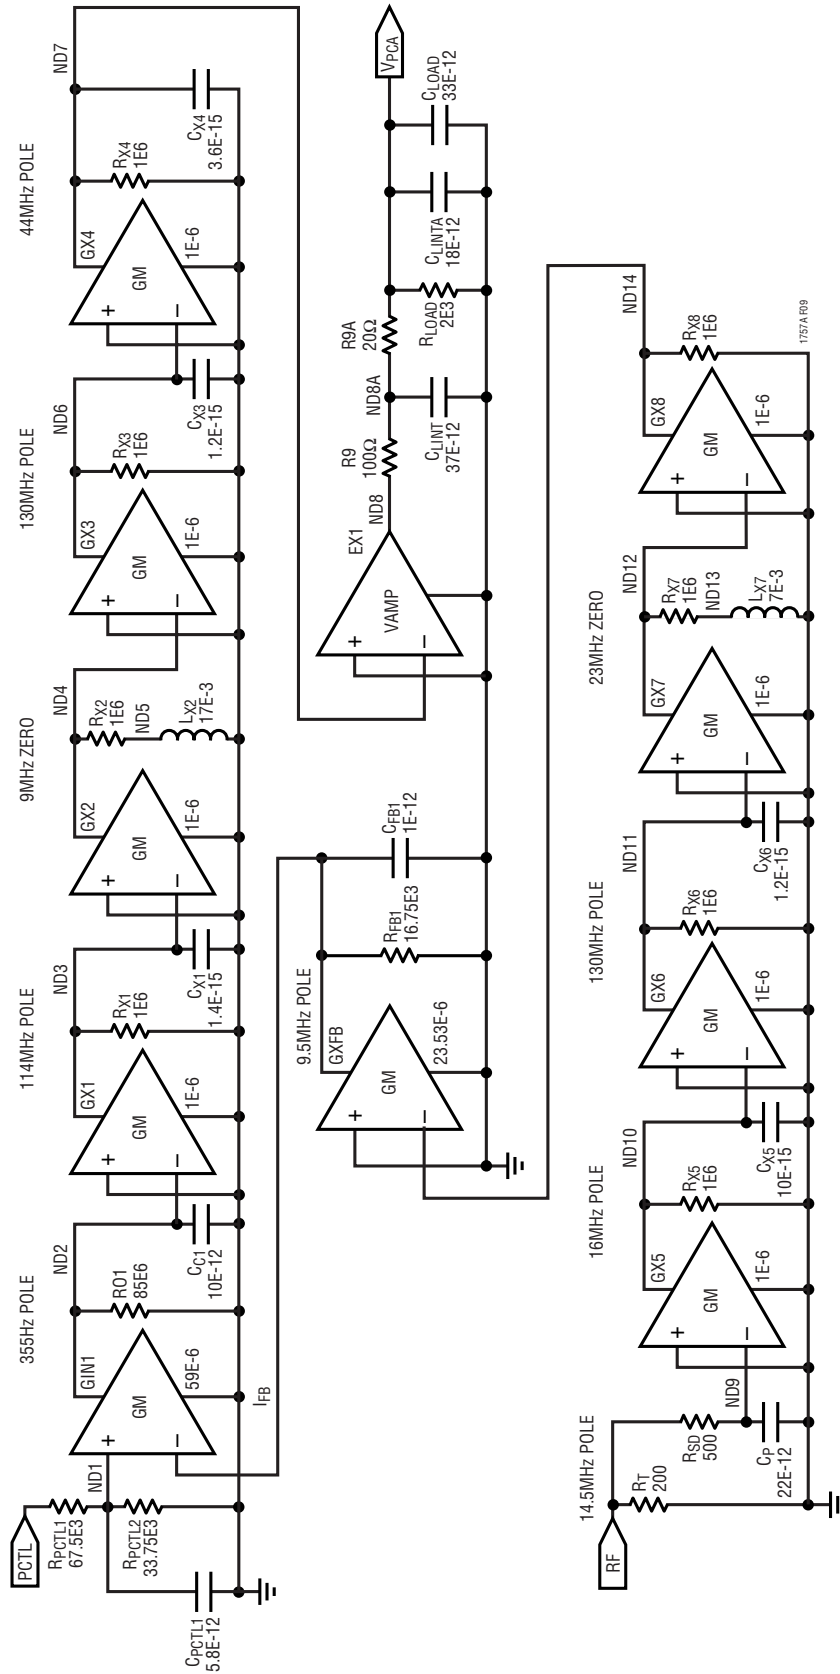 355Hz POLE
114MHz POLE
9MHz ZERO
130MHz POLE
44MHz POLE
PCTL
RPCTL1
67.5E3
ND1
RPCTL2
33.75E3
CPCTL1
5.8E-12
+
–
GM
GIN1
59E-6
IFB
RO1
85E6
ND2
CC1
10E-12
+
–
GM
GX1
1E-6
RX1
1E6
ND3
CX1
1.4E-15
+
–
GM
GX2
1E-6
ND4
RX2
1E6
ND5
LX2
17E-3
+
–
GM
GX3
1E-6
RX3
1E6
ND6
CX3
1.2E-15
+
–
GM
GX4
1E-6
RX4
1E6
ND7
CX4
3.6E-15
9.5MHz POLE
+
–
GM
GXFB
23.53E-6
RFB1
16.75E3
CFB1
1E-12
+
–
VAMP
EX1
ND8
R9
100Ω
ND8A
CLINT
37E-12
R9A
20Ω
RLOAD
2E3
CLINTA
18E-12
CLOAD
33E-12
VPCA
14.5MHz POLE
16MHz POLE
130MHz POLE
23MHz ZERO
RF
RT
200
RSD
500
ND9
CP
22E-12
+
–
GM
GX5
1E-6
RX5
1E6
ND10
CX5
10E-15
+
–
GM
GX6
1E-6
RX6
1E6
ND11
CX6
1.2E-15
+
–
GM
GX7
1E-6
ND12
RX7
1E6
ND13
LX7
7E-3
+
–
GM
GX8
1E-6
RX8
1E6
ND14
1757A F09